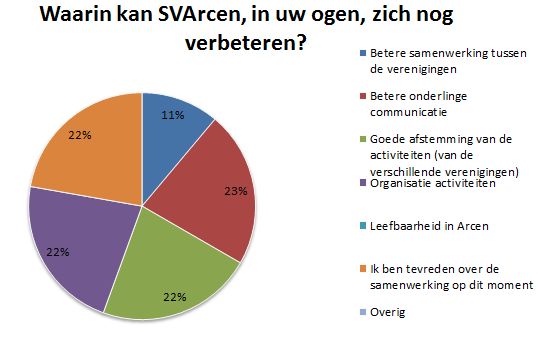 Waarin kan SVArcen, in uw ogen, zich nog
verbeteren?
11%
23%
22%
22%
22%
Betere samenwerking tussen
de verenigingen
Betere onderlinge
communicatie
Goede afstemming van de
activiteiten (van de
verschillende verenigingen)
Organisatie activiteiten
Leefbaarheid in Arcen
Ik ben tevreden over de
samenwerking op dit moment
Overig